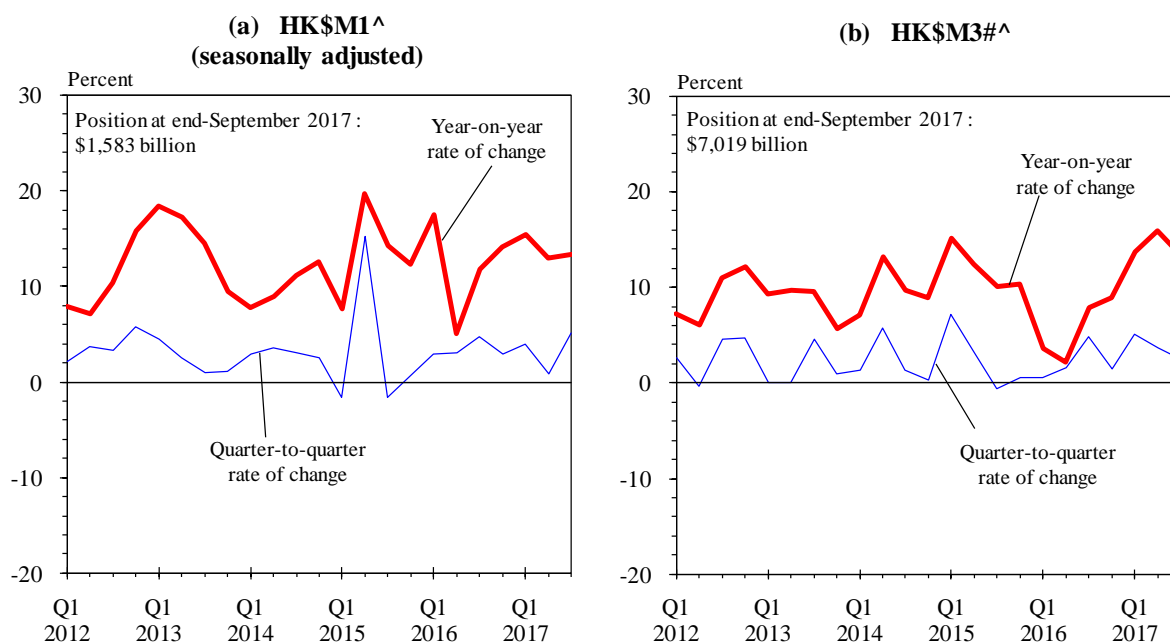 (a) HK$M1^
(seasonally adjusted)
Percent
30
20
10
0
-10
-20
Position at end-September 2017 :
$1,583 billion
Year-on-year
rate of change
Quarter-to-quarter
rate of change
Q1 Q1 Q1 Q1 Q1 Q1
2012 2013 2014 2015 2016 2017
(b) HK$M3#^
Percent
30
20
10
0
-10
-20
Position at end-September 2017 :
$7,019 billion
Year-on-year
rate of change
Quarter-to-quarter
rate of change
Q1 Q1 Q1 Q1 Q1 Q1
2012 2013 2014 2015 2016 2017